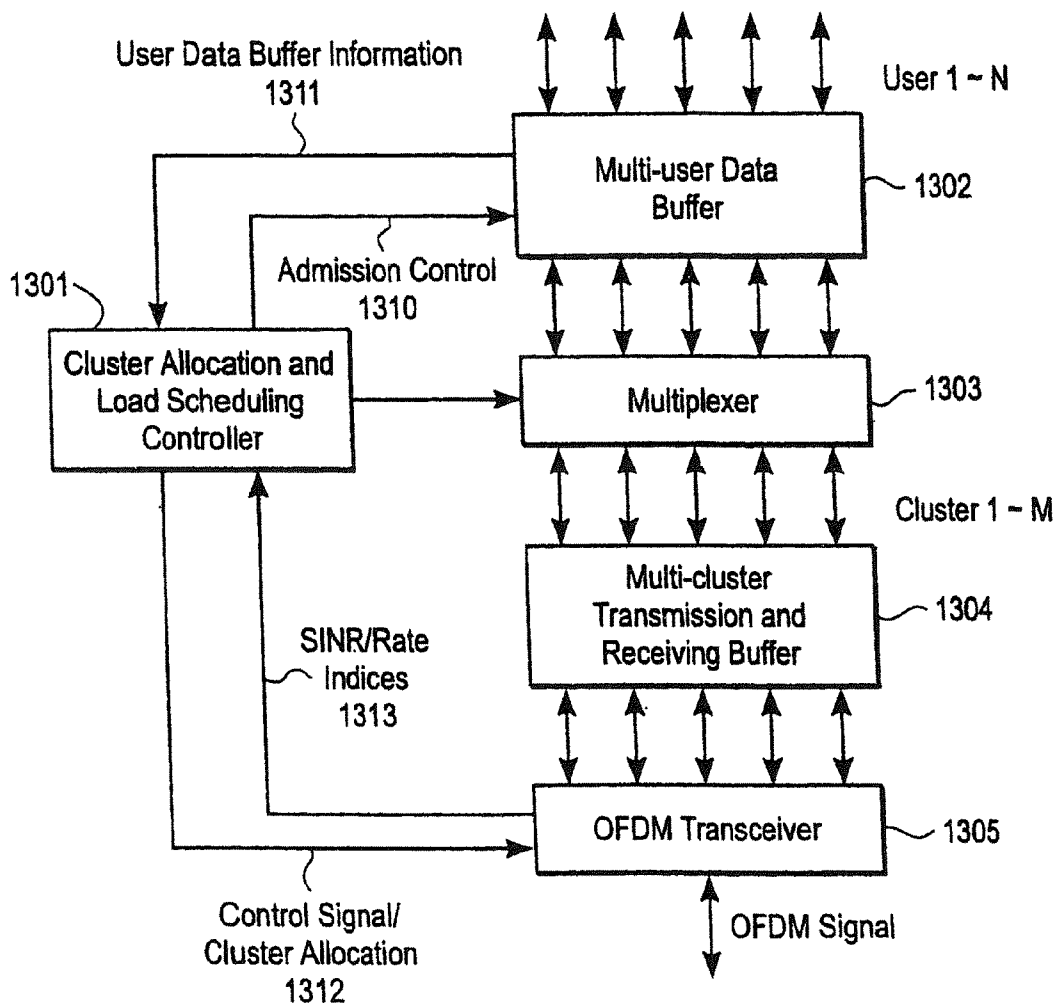 User Data Buffer Information
1311
User 1 ~ N
Multi-user Data
Buffer
1302
Admission Control
1310
1301
Cluster Allocation and
Load Scheduling
Controller
Multiplexer
1303
Cluster 1 ~ M
Multi-cluster
Transmission and
Receiving Buffer
1304
SINR/Rate
Indices
1313
OFDM Transceiver
1305
Control Signal/
Cluster Allocation
1312
OFDM Signal